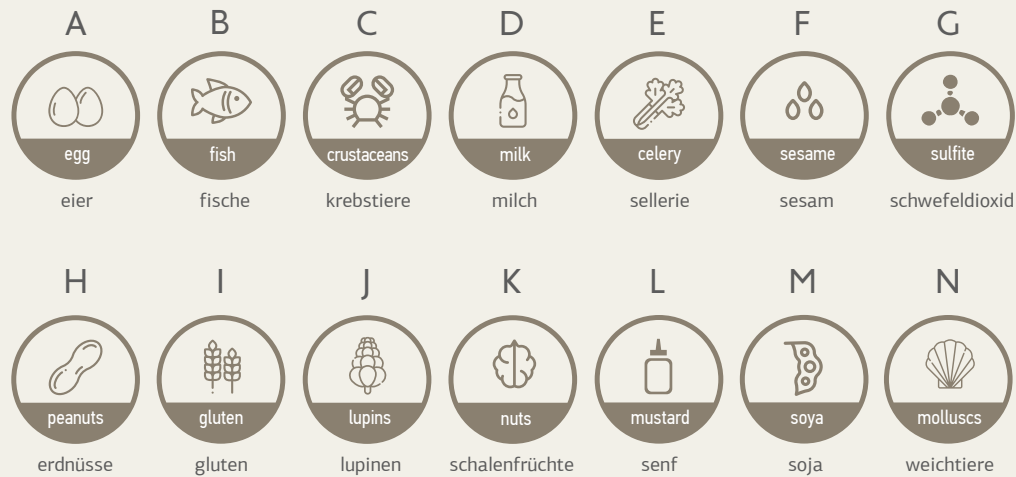 A B C D E F G
egg fish crustaceans milk celery sesame sulfite
eier fische krebstiere milch sellerie sesam schwefeldioxid
H I J K L M N
peanuts gluten lupins nuts mustard soya molluscs
erdnüsse gluten lupinen schalenfrüchte senf soja weichtiere